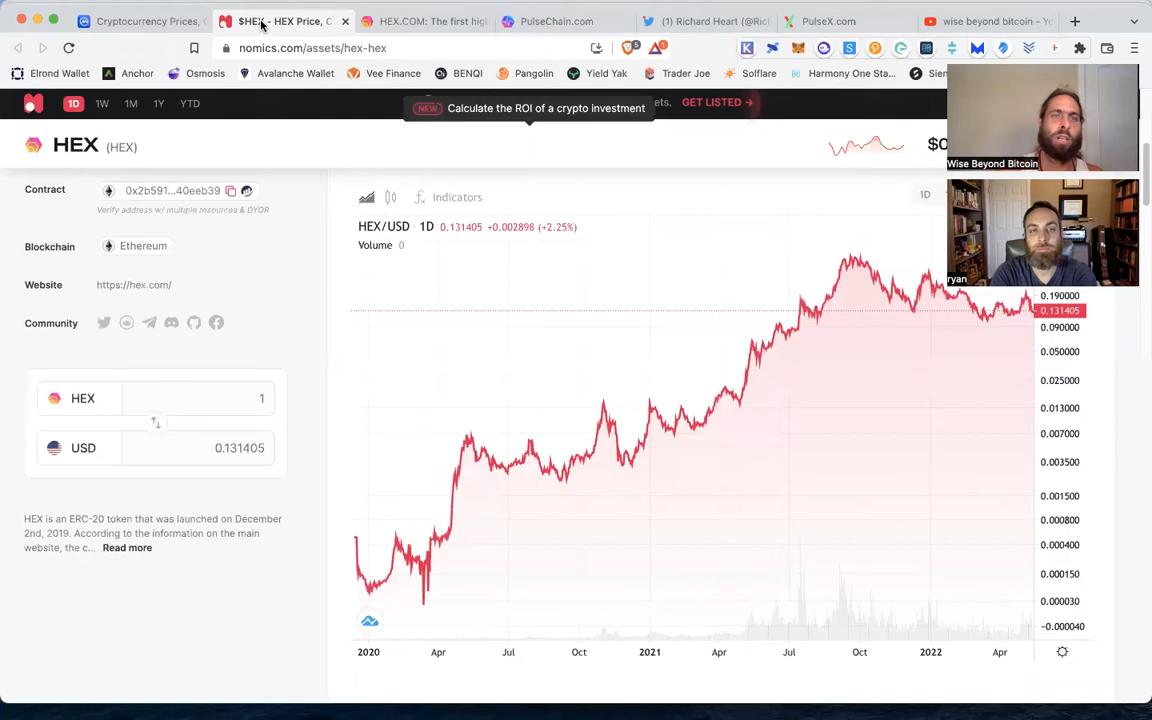 Cryptocurrency Prices,
$HEX - HEX Price, C
HEX.COM: The first hig
PulseChain.com
(1) Richard Heart (@Ric
PulseX.com
wise beyond bitcoin - Yo
nomics.com/assets/hex-hex
Elrond Wallet
Anchor
Osmosis
Avalanche Wallet
Vee Finance
BENQI
Pangolin
Yield Yak
Trader Joe
Solflare
Harmony One Sta...
Sien
1D 1W 1M 1Y YTD
NEW Calculate the ROI of a crypto investment
ets. GET LISTED →
HEX (HEX)
$0
Wise Beyond Bitcoin
ryan
Contract 0x2b591...40eeb39
Verify address w/ multiple resources & DYOR
Blockchain Ethereum
Website https://hex.com/
Community
HEX 1
USD 0.131405
HEX is an ERC-20 token that was launched on December
2nd, 2019. According to the information on the main
website, the c... Read more
Indicators
1D
HEX/USD · 1D 0.131405 +0.002898 (+2.25%)
Volume 0
0.190000
0.131405
0.090000
0.050000
0.025000
0.013000
0.007000
0.003500
0.001500
0.000800
0.000400
0.000150
0.000030
−0.000040
2020 Apr Jul Oct 2021 Apr Jul Oct 2022 Apr